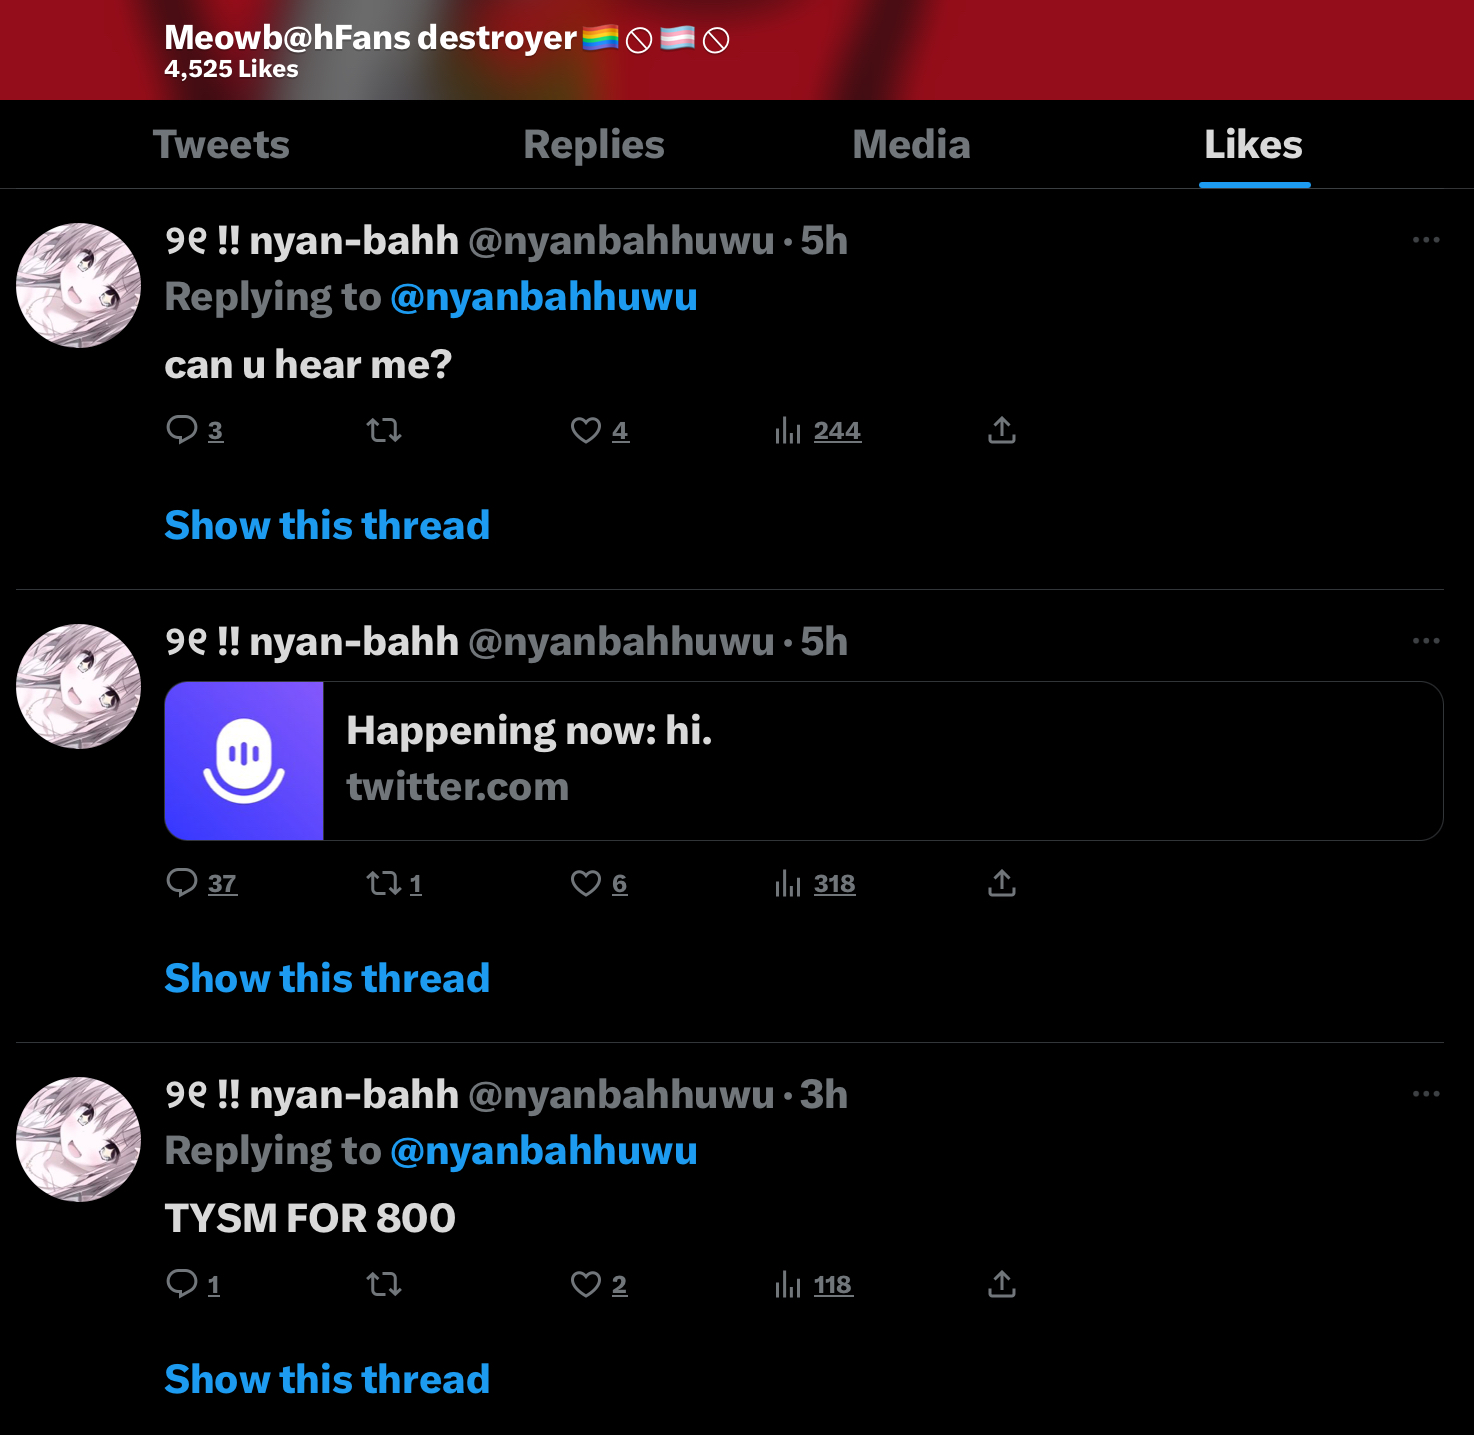 Meowb@hFans destroyer🏳️‍🌈🚫🏳️‍⚧️🚫
4,525 Likes
Tweets Replies Media Likes
୨୧ !! nyan-bahh @nyanbahhuwu · 5h
Replying to @nyanbahhuwu
can u hear me?
3 4 244
Show this thread
୨୧ !! nyan-bahh @nyanbahhuwu · 5h
Happening now: hi.
twitter.com
37 1 6 318
Show this thread
୨୧ !! nyan-bahh @nyanbahhuwu · 3h
Replying to @nyanbahhuwu
TYSM FOR 800
1 2 118
Show this thread